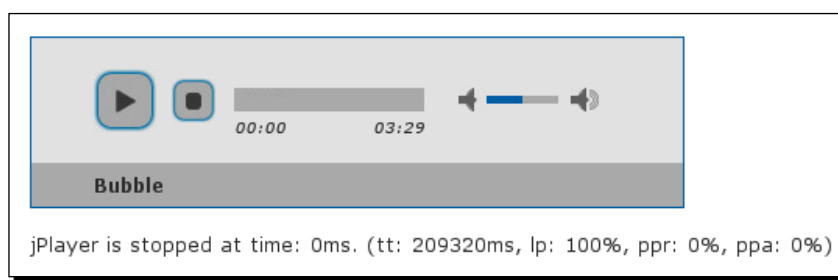 00:00 03:29
Bubble
jPlayer is stopped at time: 0ms. (tt: 209320ms, lp: 100%, ppr: 0%, ppa: 0%)